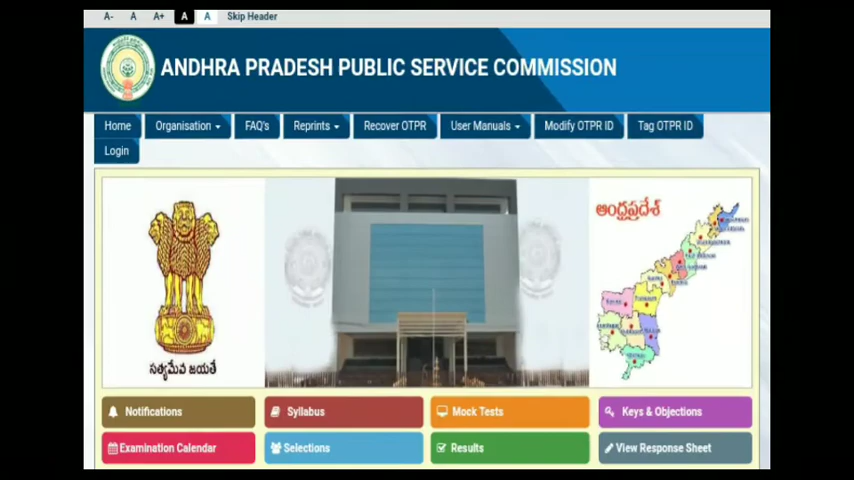 A- A A+ A A Skip Header
ANDHRA PRADESH PUBLIC SERVICE COMMISSION
Home Organisation FAQ's Reprints Recover OTPR User Manuals Modify OTPR ID Tag OTPR ID
Login
ఆంధ్రప్రదేశ్
సత్యమేవ జయతే
Notifications Syllabus Mock Tests Keys & Objections
Examination Calendar Selections Results View Response Sheet